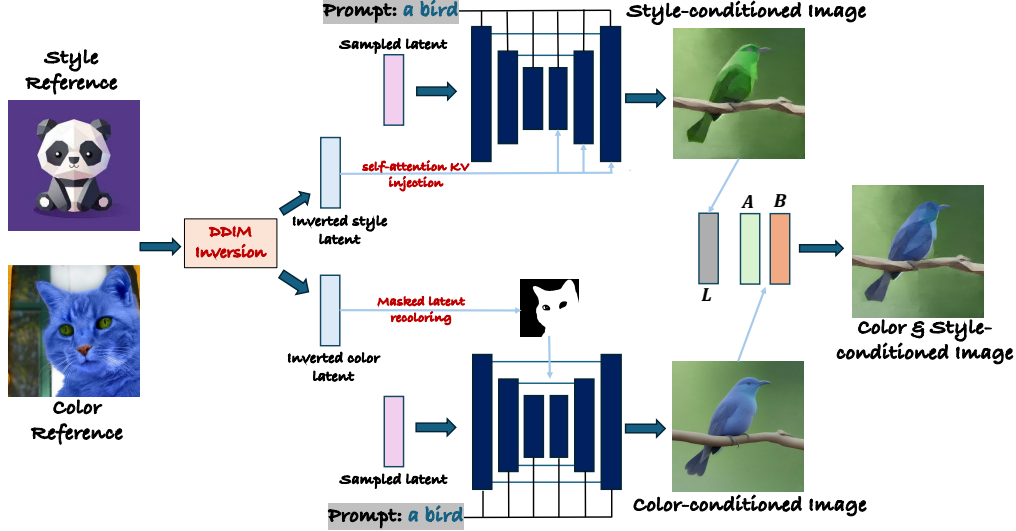 Prompt: a bird
Style-conditioned Image
Sampled latent
Style
Reference
self-attention KV
injection
Inverted style
latent
DDIM
Inversion
A B
L
Masked latent
recoloring
Inverted color
latent
Color & Style-
conditioned Image
Color
Reference
Sampled latent
Color-conditioned Image
Prompt: a bird